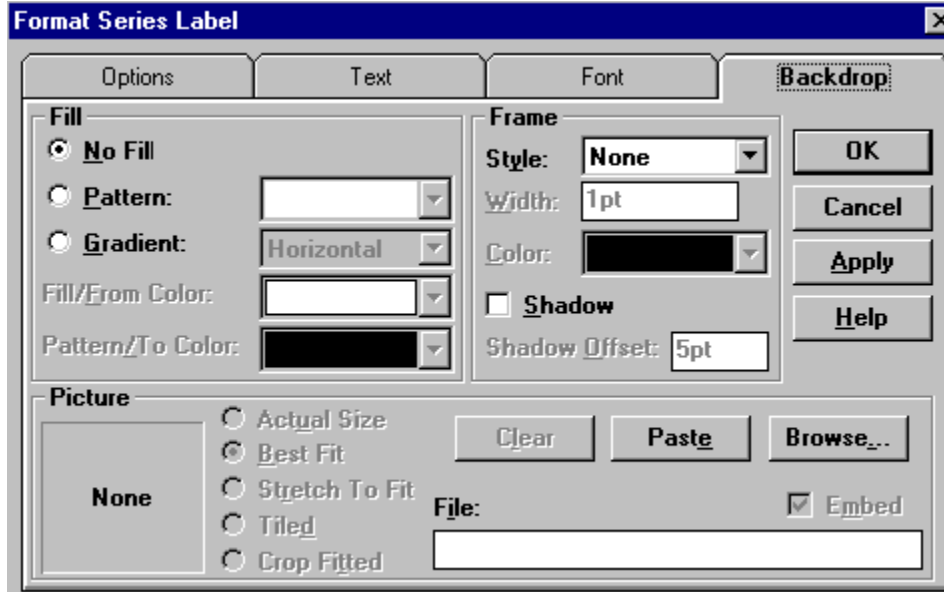 Format Series Label
Options Text Font Backdrop
Fill
No Fill
Pattern:
Gradient: Horizontal
Fill/From Color:
Pattern/To Color:
Frame
Style: None
Width: 1pt
Color:
Shadow
Shadow Offset: 5pt
OK
Cancel
Apply
Help
Picture
None
Actual Size
Best Fit
Stretch To Fit
Tiled
Crop Fitted
Clear Paste Browse...
File: Embed